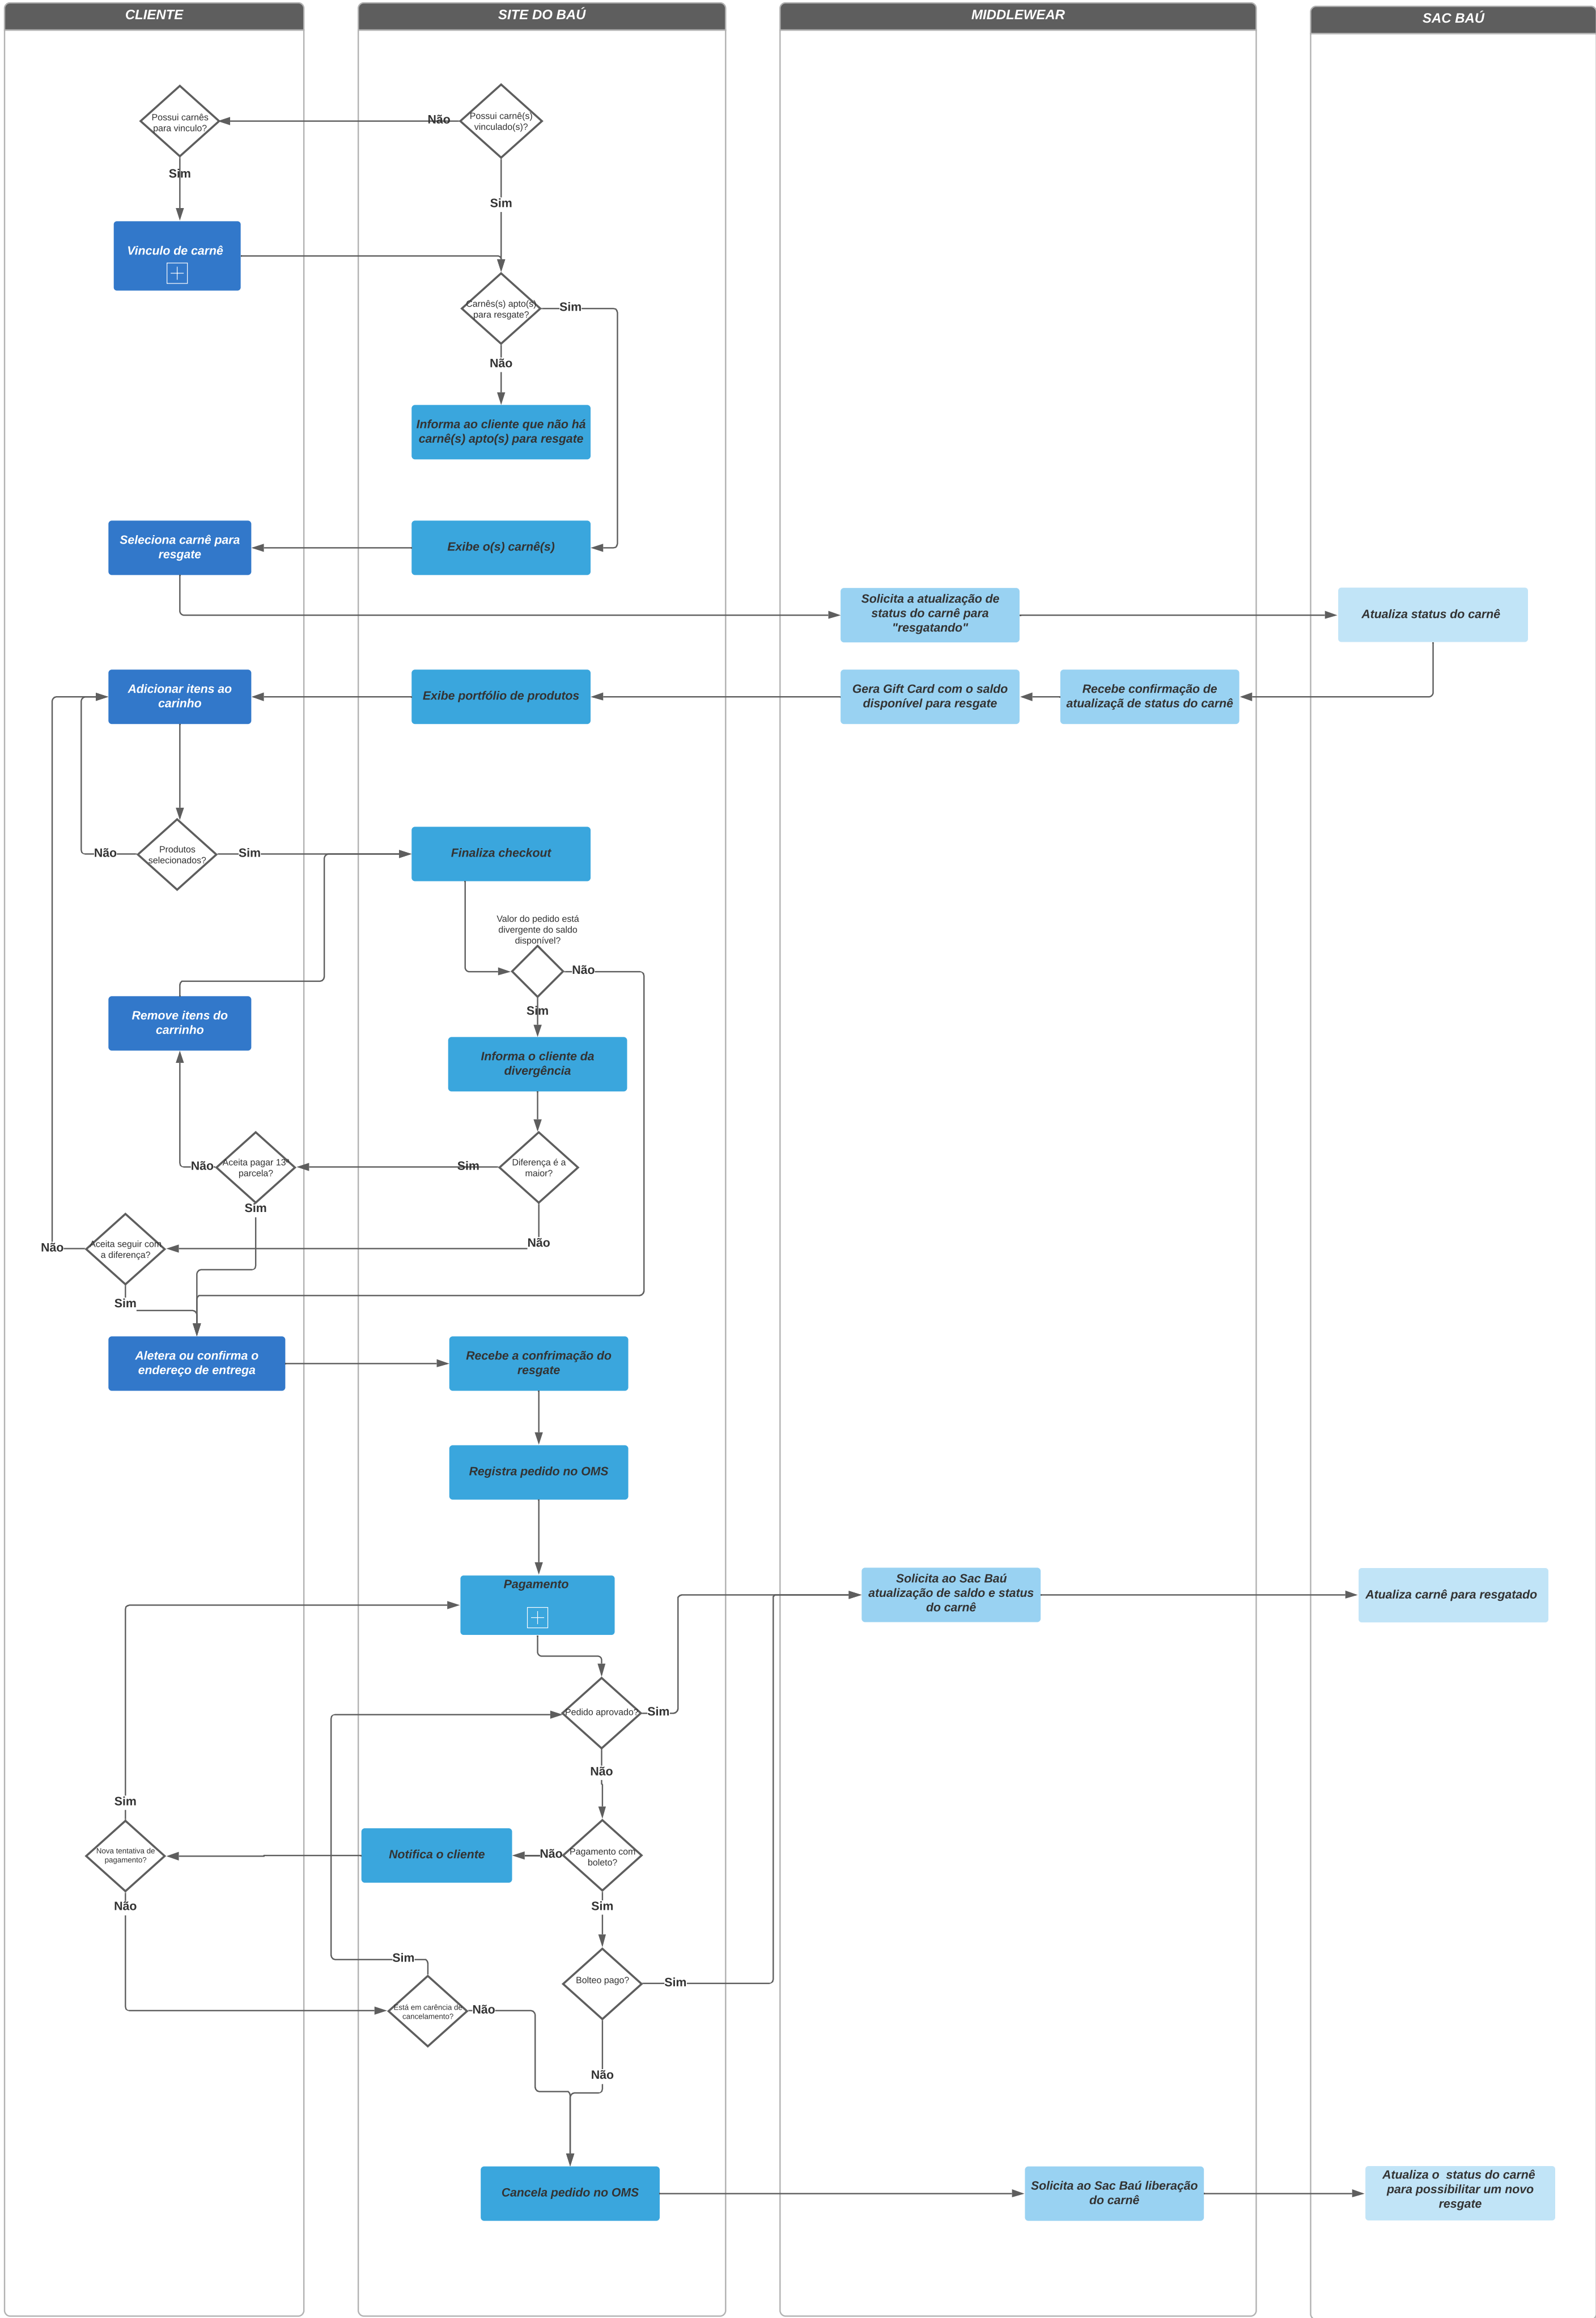 CLIENTE
SITE DO BAÚ
MIDDLEWEAR
SAC BAÚ
Possui carnês
para vinculo?
Não
Possui carnê(s)
vinculado(s)?
Sim
Sim
Vinculo de carnê
Carnês(s) apto(s)
para resgate?
Sim
Não
Informa ao cliente que não há
carnê(s) apto(s) para resgate
Seleciona carnê para
resgate
Exibe o(s) carnê(s)
Solicita a atualização de
status do carnê para
"resgatando"
Atualiza status do carnê
Adicionar itens ao
carinho
Exibe portfólio de produtos
Gera Gift Card com o saldo
disponível para resgate
Recebe confirmação de
atualizaçã de status do carnê
Não
Produtos
selecionados?
Sim
Finaliza checkout
Valor do pedido está
divergente do saldo
disponível?
Não
Sim
Remove itens do
carrinho
Informa o cliente da
divergência
Não
Aceita pagar 13ª
parcela?
Sim
Diferença é a
maior?
Sim
Não
Não
Aceita seguir com
a diferença?
Sim
Aletera ou confirma o
endereço de entrega
Recebe a confrimação do
resgate
Registra pedido no OMS
Pagamento
Solicita ao Sac Baú
atualização de saldo e status
do carnê
Atualiza carnê para resgatado
Pedido aprovado?
Sim
Não
Sim
Nova tentativa de
pagamento?
Notifica o cliente
Não
Pagamento com
boleto?
Não
Sim
Sim
Bolteo pago?
Sim
Está em carência de
cancelamento?
Não
Não
Cancela pedido no OMS
Solicita ao Sac Baú liberação
do carnê
Atualiza o  status do carnê
para possibilitar um novo
resgate